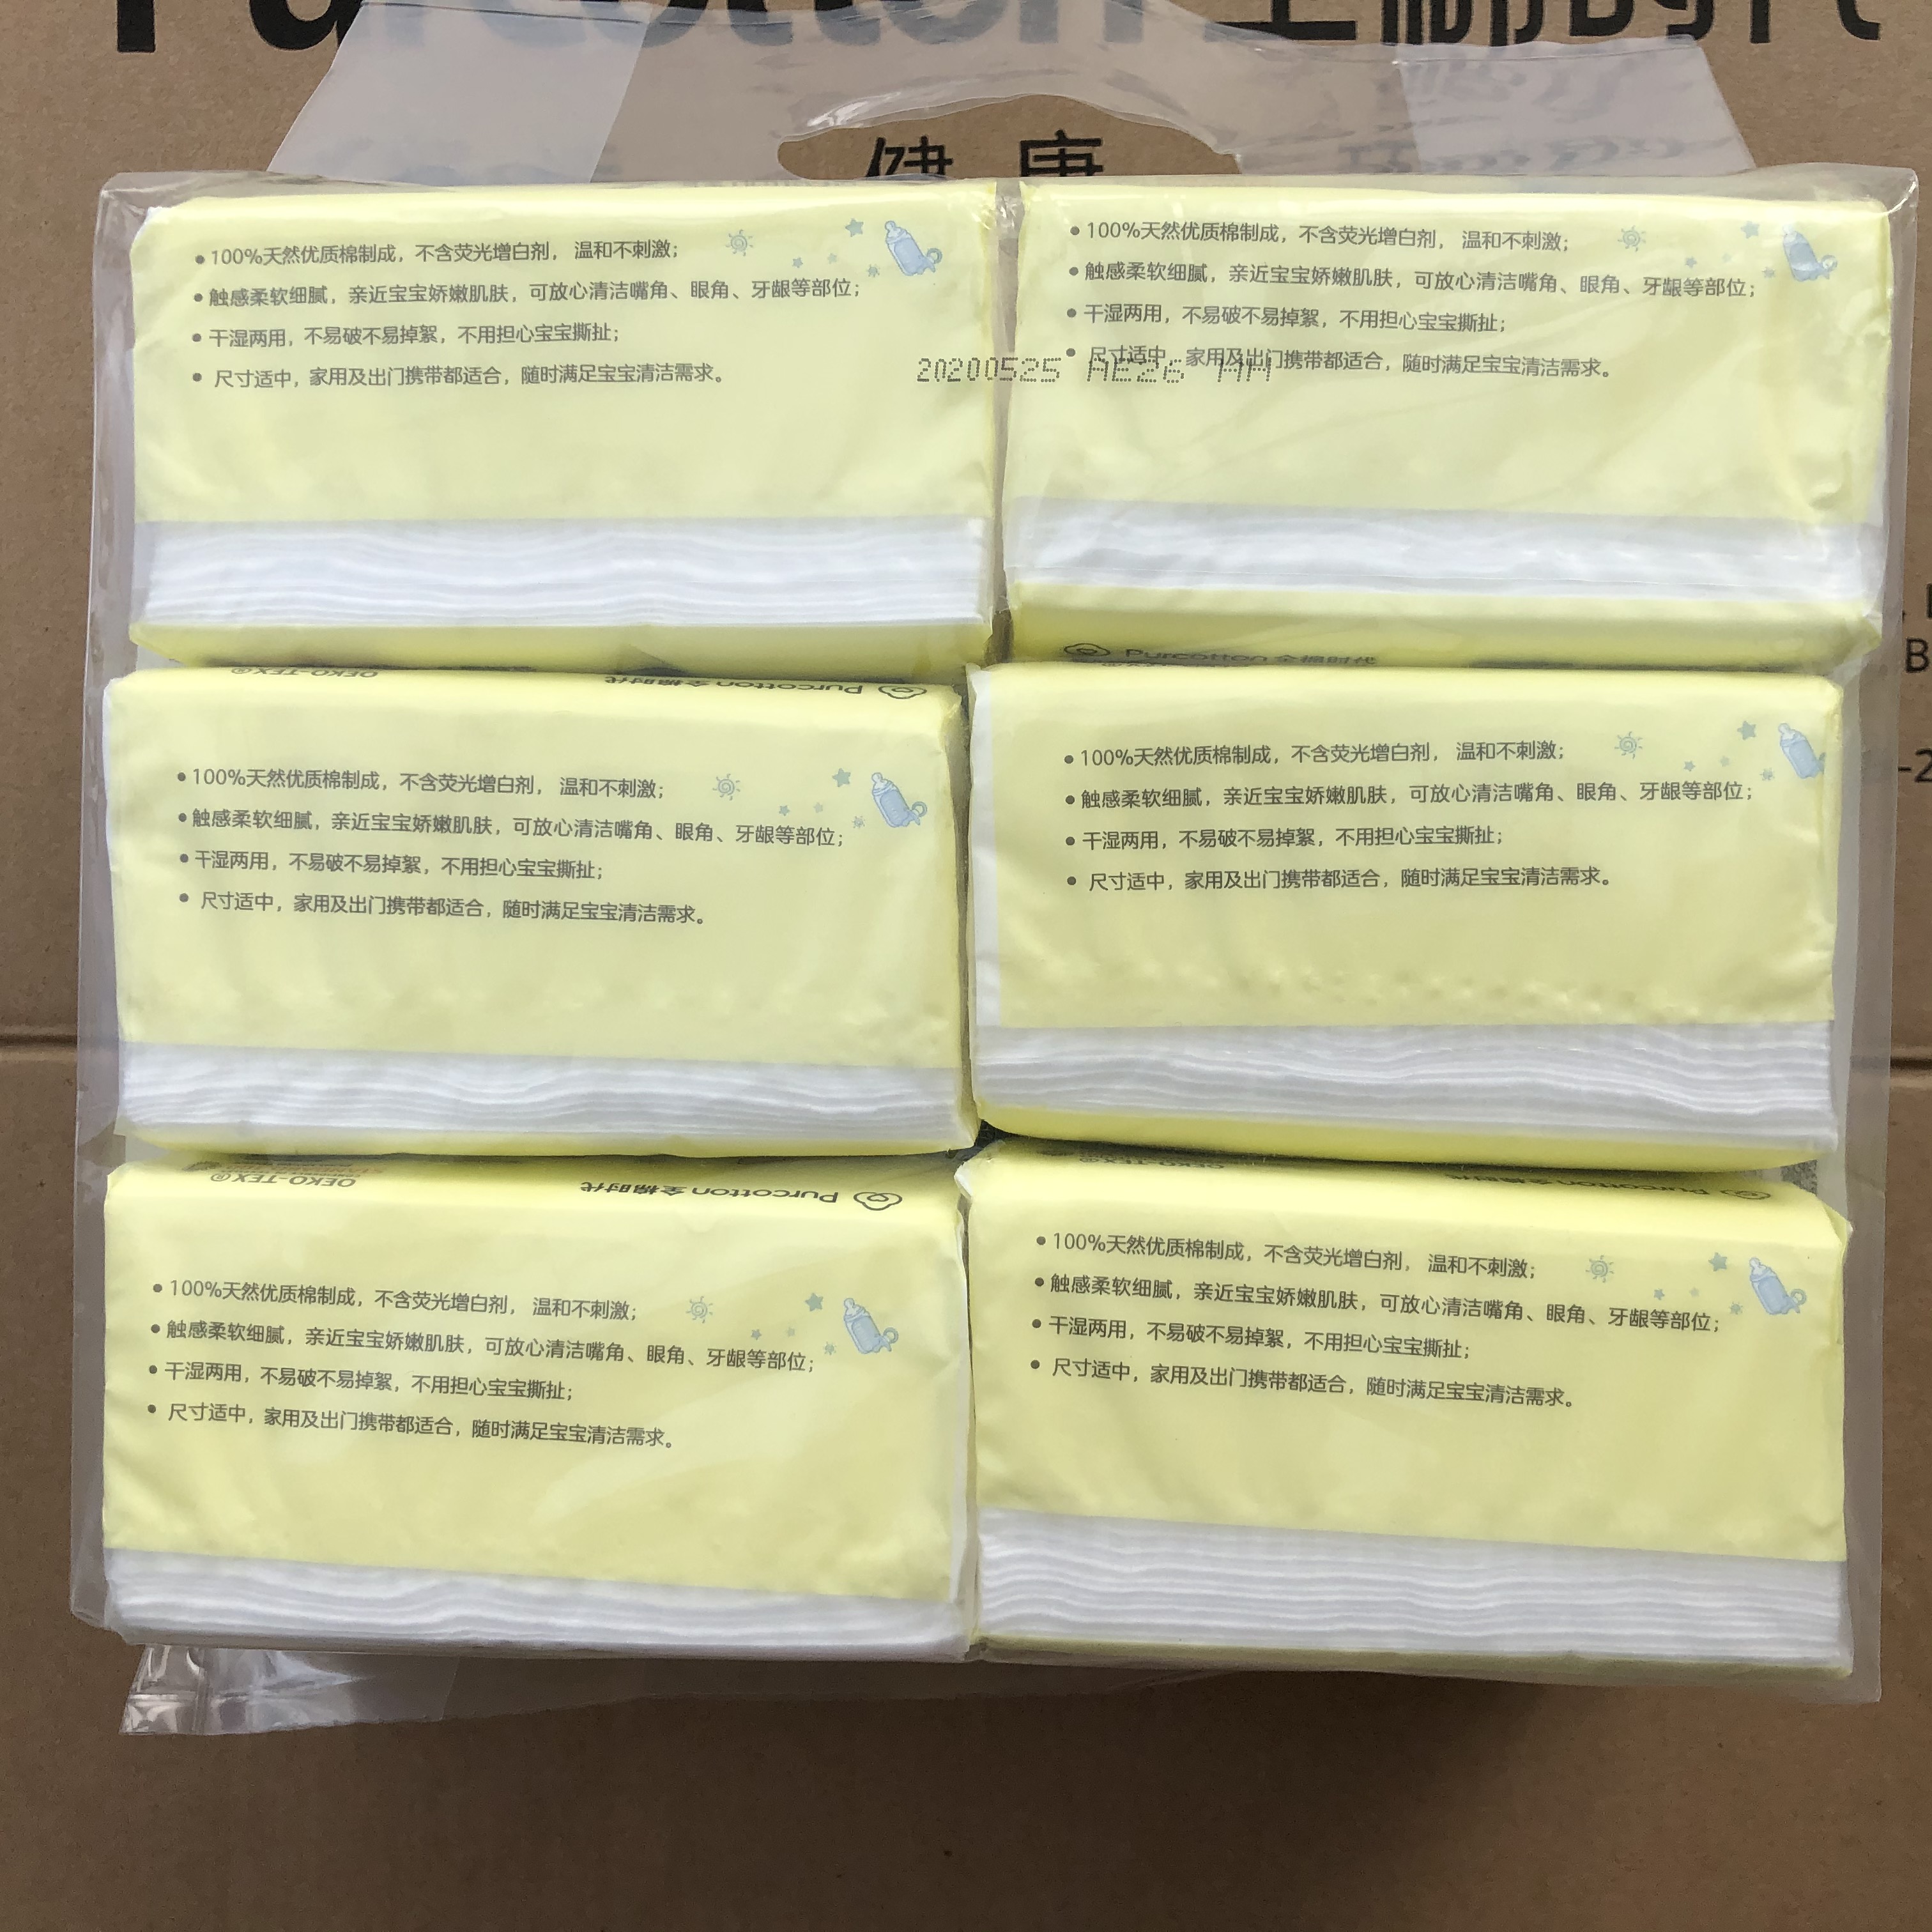 Purcotton 全棉时代
健 康
100%天然优质棉制成，不含荧光增白剂， 温和不刺激；
触感柔软细腻，亲近宝宝娇嫩肌肤，可放心清洁嘴角、眼角、牙龈等部位；
干湿两用，不易破不易掉絮，不用担心宝宝撕扯；
尺寸适中，家用及出门携带都适合，随时满足宝宝清洁需求。
100%天然优质棉制成，不含荧光增白剂， 温和不刺激；
触感柔软细腻，亲近宝宝娇嫩肌肤，可放心清洁嘴角、眼角、牙龈等部位；
干湿两用，不易破不易掉絮，不用担心宝宝撕扯；
尺寸适中，家用及出门携带都适合，随时满足宝宝清洁需求。
20200525 AE26 MM
Purcotton 全棉时代
Purcotton 全棉时代
OEKO-TEX®
100%天然优质棉制成，不含荧光增白剂， 温和不刺激；
触感柔软细腻，亲近宝宝娇嫩肌肤，可放心清洁嘴角、眼角、牙龈等部位；
干湿两用，不易破不易掉絮，不用担心宝宝撕扯；
尺寸适中，家用及出门携带都适合，随时满足宝宝清洁需求。
100%天然优质棉制成，不含荧光增白剂， 温和不刺激；
触感柔软细腻，亲近宝宝娇嫩肌肤，可放心清洁嘴角、眼角、牙龈等部位；
干湿两用，不易破不易掉絮，不用担心宝宝撕扯；
尺寸适中，家用及出门携带都适合，随时满足宝宝清洁需求。
B
-2
Purcotton 全棉时代
OEKO-TEX®
100%天然优质棉制成，不含荧光增白剂， 温和不刺激；
触感柔软细腻，亲近宝宝娇嫩肌肤，可放心清洁嘴角、眼角、牙龈等部位；
干湿两用，不易破不易掉絮，不用担心宝宝撕扯；
尺寸适中，家用及出门携带都适合，随时满足宝宝清洁需求。
Purcotton 全棉时代
OEKO-TEX®
100%天然优质棉制成，不含荧光增白剂， 温和不刺激；
触感柔软细腻，亲近宝宝娇嫩肌肤，可放心清洁嘴角、眼角、牙龈等部位；
干湿两用，不易破不易掉絮，不用担心宝宝撕扯；
尺寸适中，家用及出门携带都适合，随时满足宝宝清洁需求。